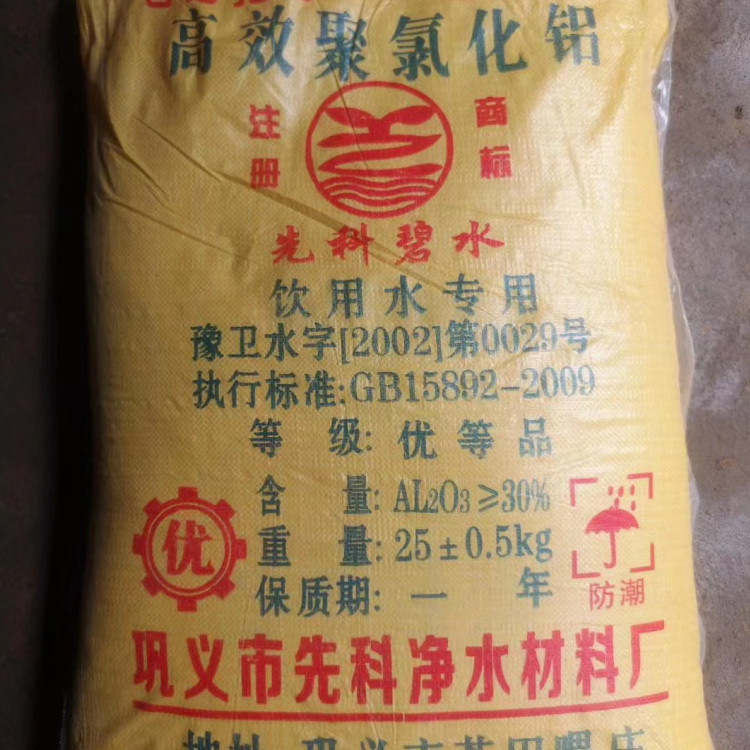 高效聚氯化铝
注册 商标
先科碧水
饮用水专用
豫卫水字[2002]第0029号
执行标准:GB15892-2009
等 级: 优等品
含 量: AL₂O₃≥30%
优
重 量: 25±0.5kg
保质期: 一 年
防潮
巩义市先科净水材料厂